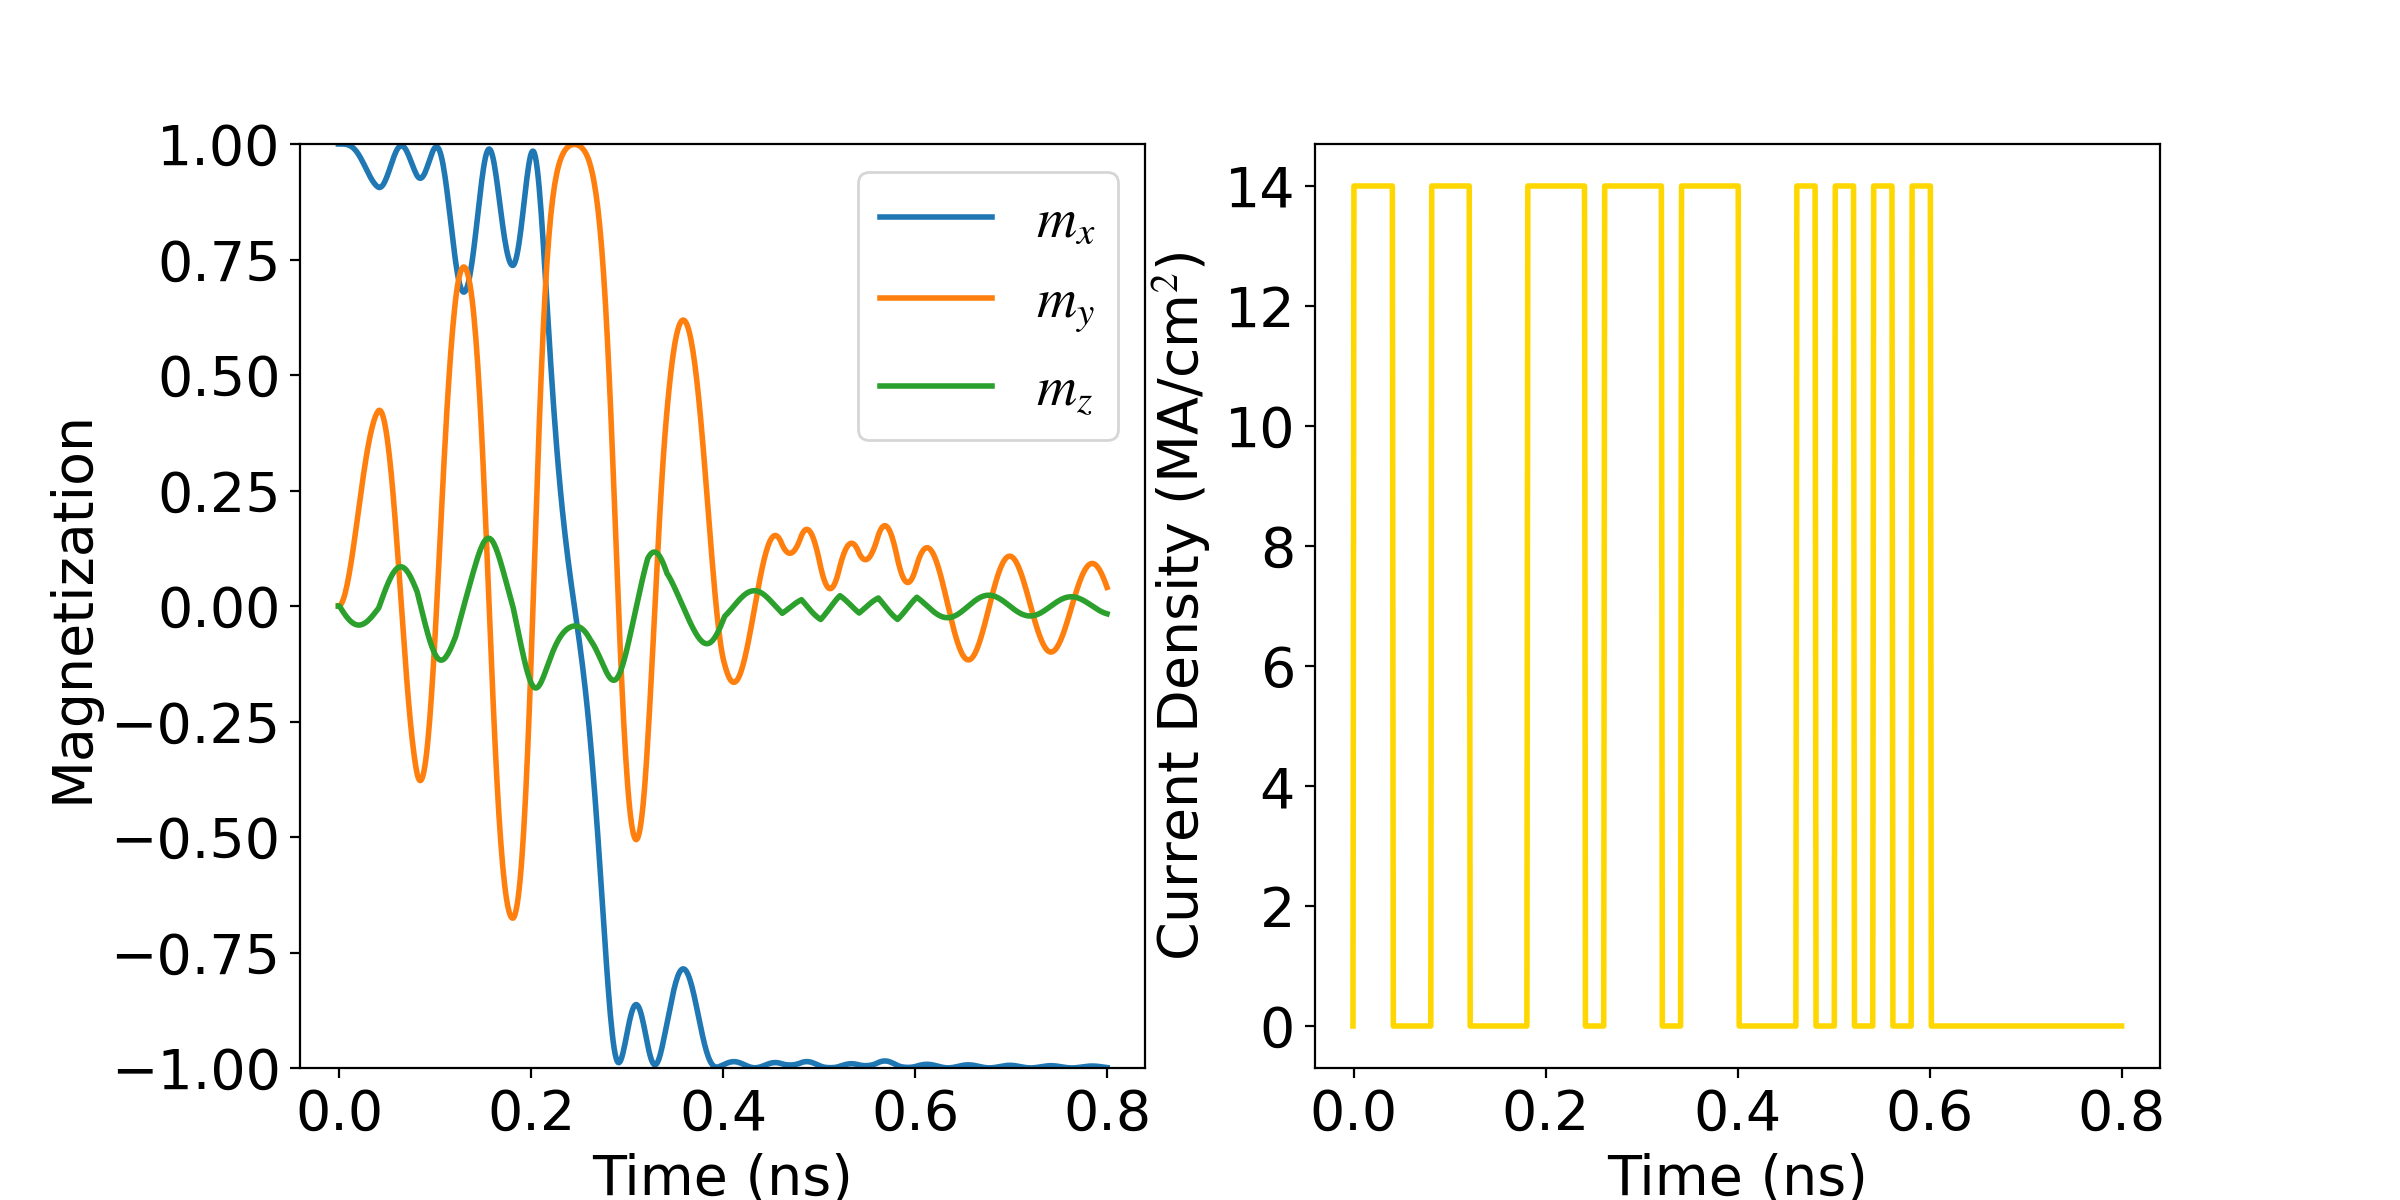 Magnetization
1.00
0.75
0.50
0.25
0.00
−0.25
−0.50
−0.75
−1.00
0.0 0.2 0.4 0.6 0.8
Time (ns)
m_x
m_y
m_z
Current Density (MA/cm²)
14
12
10
8
6
4
2
0
0.0 0.2 0.4 0.6 0.8
Time (ns)